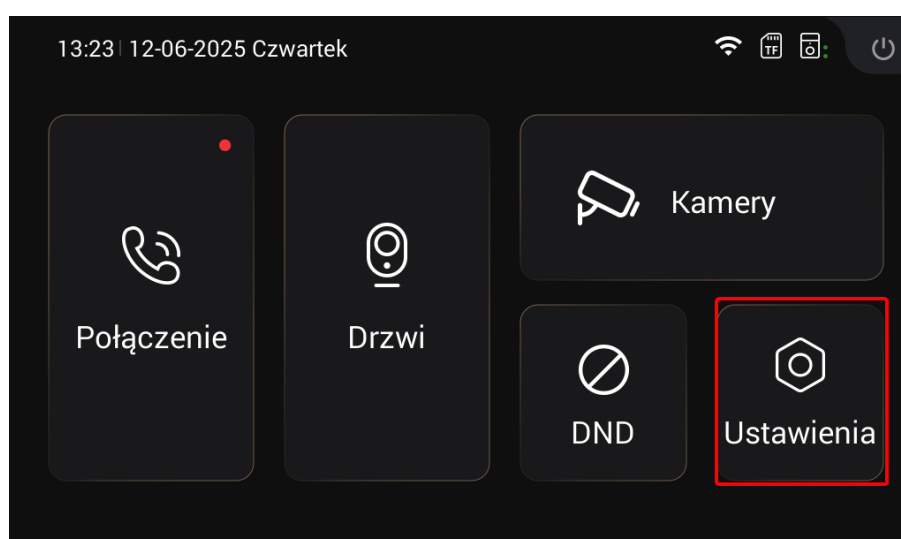 13:23 12-06-2025 Czwartek
TF
Połączenie
Drzwi
Kamery
DND
Ustawienia